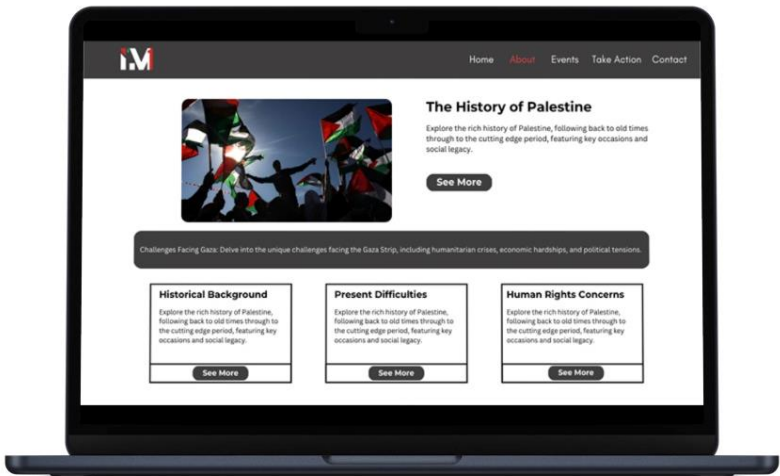 I.M
Home About Events Take Action Contact
The History of Palestine
Explore the rich history of Palestine, following back to old times
through to the cutting edge period, featuring key occasions and
social legacy.
See More
Challenges Facing Gaza: Delve into the unique challenges facing the Gaza Strip, including humanitarian crises, economic hardships, and political tensions.
Historical Background
Explore the rich history of Palestine,
following back to old times through to
the cutting edge period, featuring key
occasions and social legacy.
See More
Present Difficulties
Explore the rich history of Palestine,
following back to old times through to
the cutting edge period, featuring key
occasions and social legacy.
See More
Human Rights Concerns
Explore the rich history of Palestine,
following back to old times through to
the cutting edge period, featuring key
occasions and social legacy.
See More